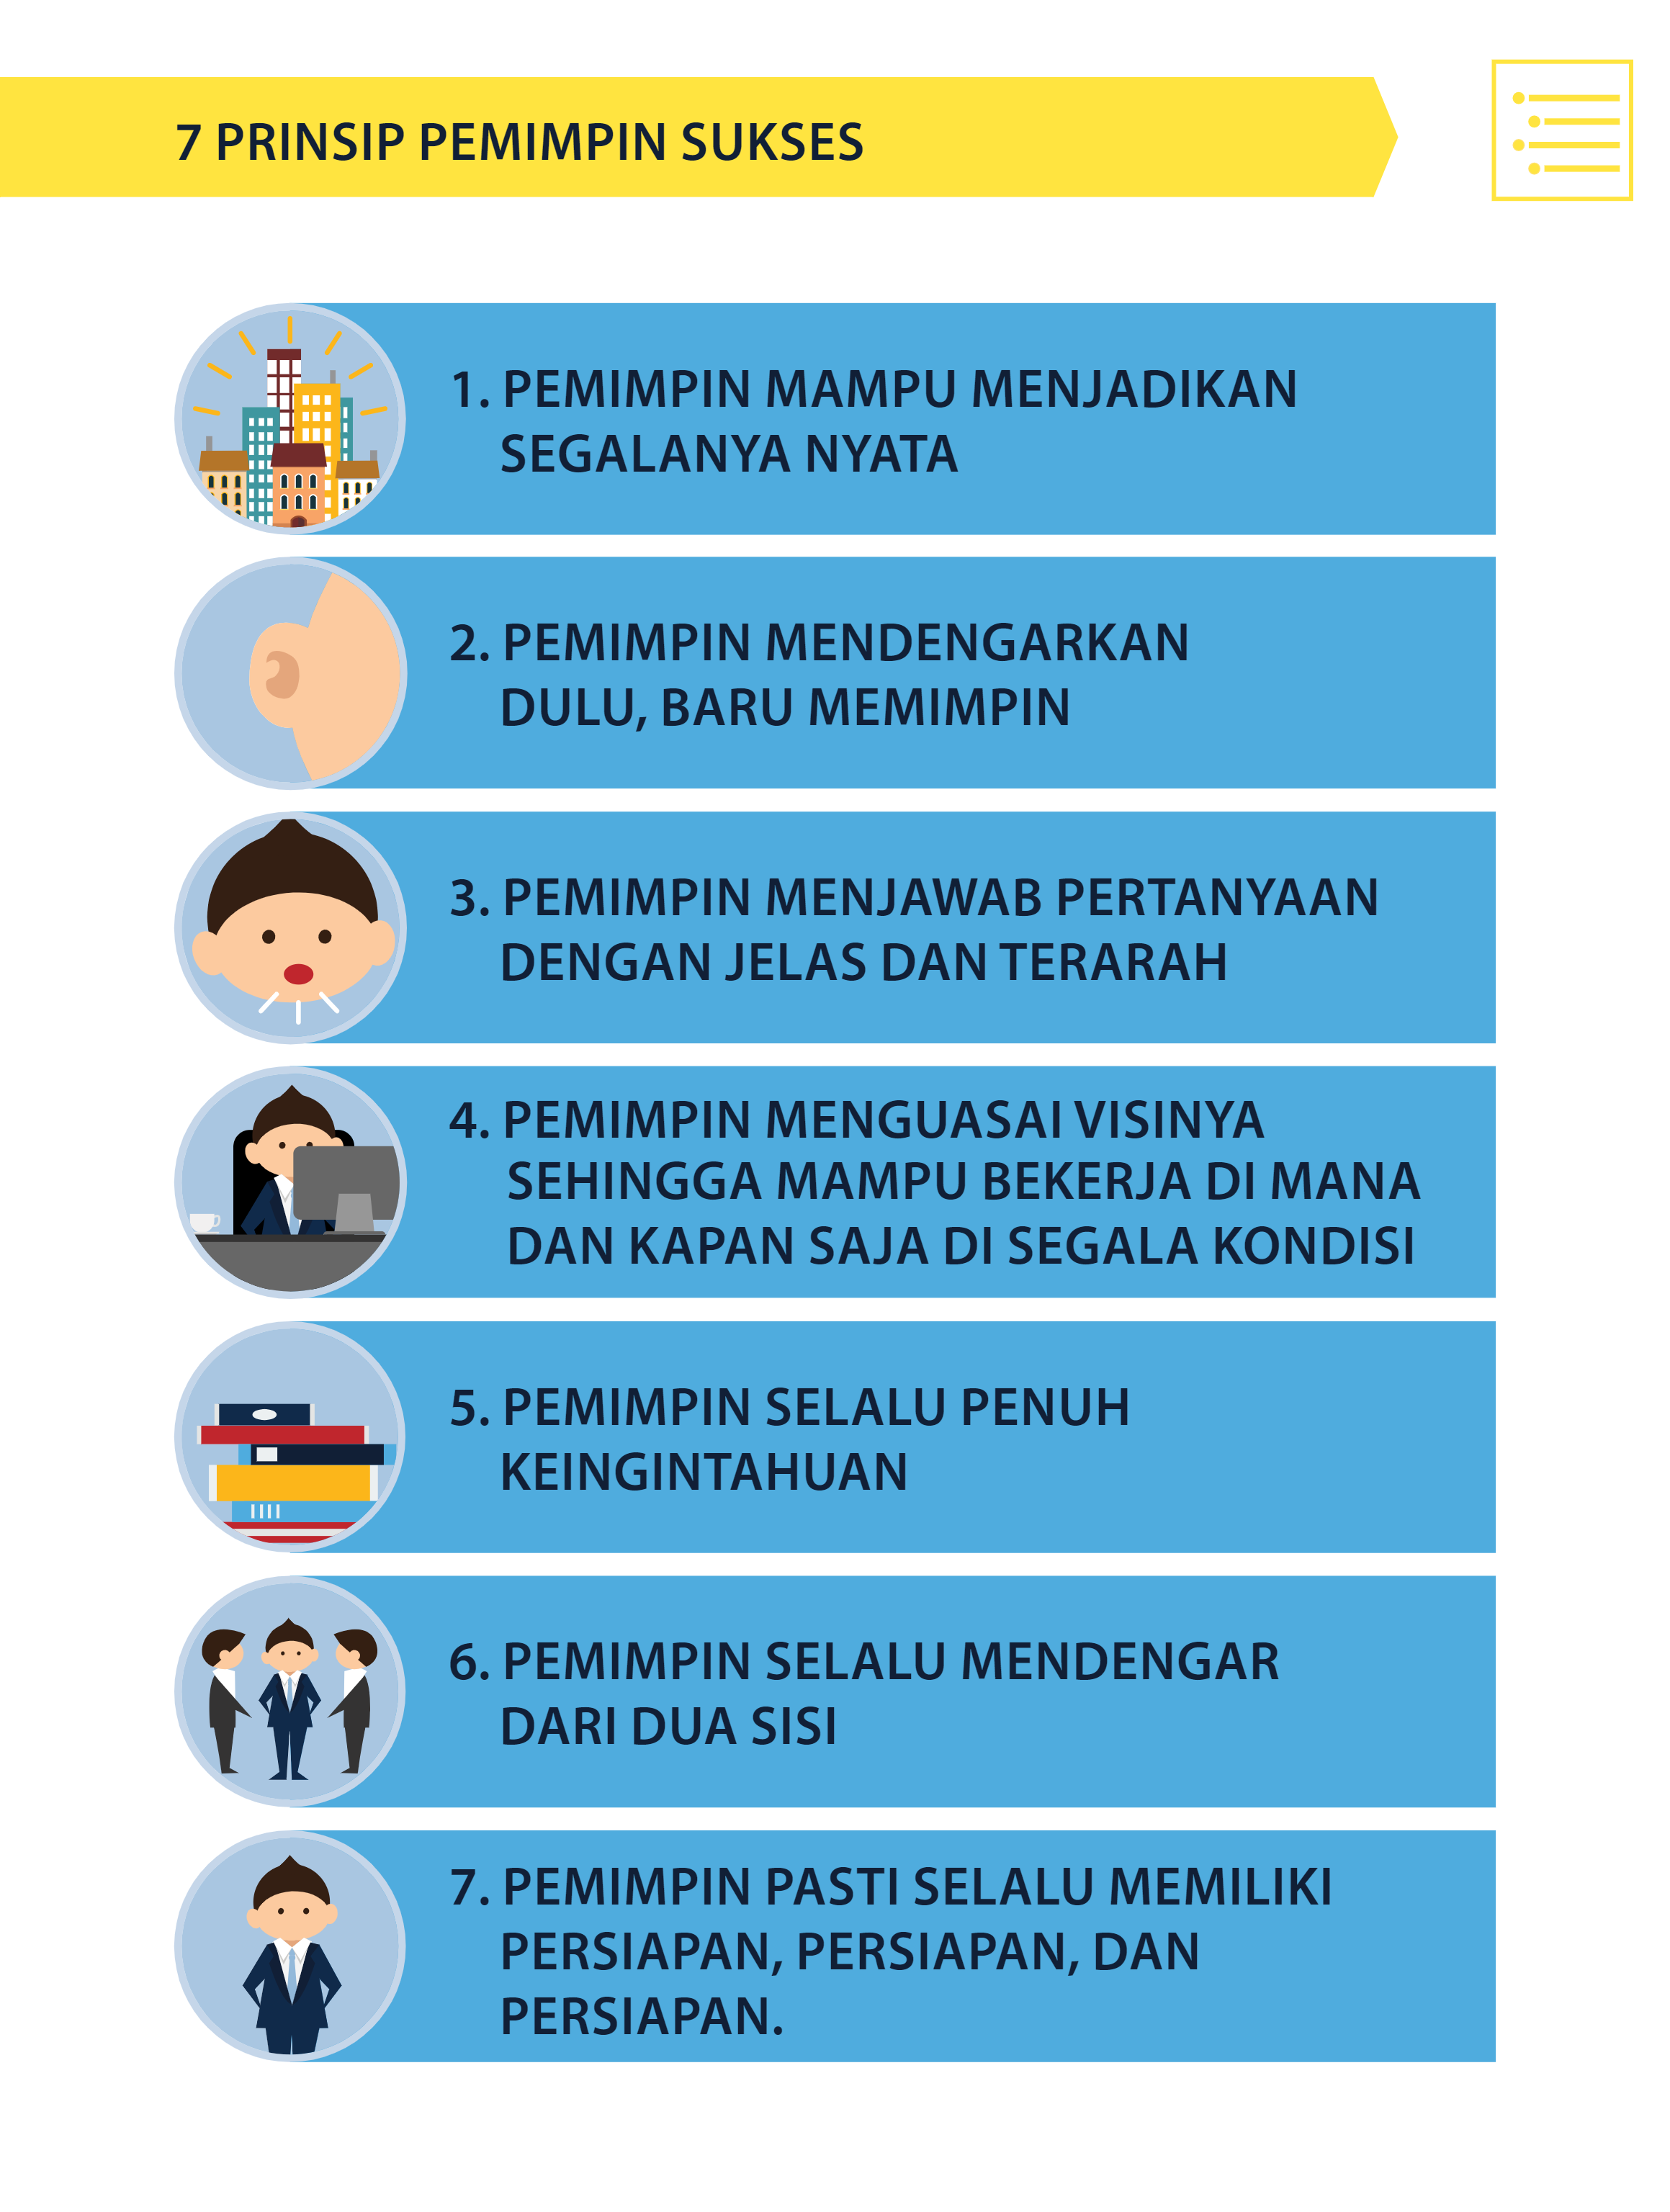 7 PRINSIP PEMIMPIN SUKSES
1. PEMIMPIN MAMPU MENJADIKAN
SEGALANYA NYATA
2. PEMIMPIN MENDENGARKAN
DULU, BARU MEMIMPIN
3. PEMIMPIN MENJAWAB PERTANYAAN
DENGAN JELAS DAN TERARAH
4. PEMIMPIN MENGUASAI VISINYA
SEHINGGA MAMPU BEKERJA DI MANA
DAN KAPAN SAJA DI SEGALA KONDISI
5. PEMIMPIN SELALU PENUH
KEINGINTAHUAN
6. PEMIMPIN SELALU MENDENGAR
DARI DUA SISI
7. PEMIMPIN PASTI SELALU MEMILIKI
PERSIAPAN, PERSIAPAN, DAN
PERSIAPAN.